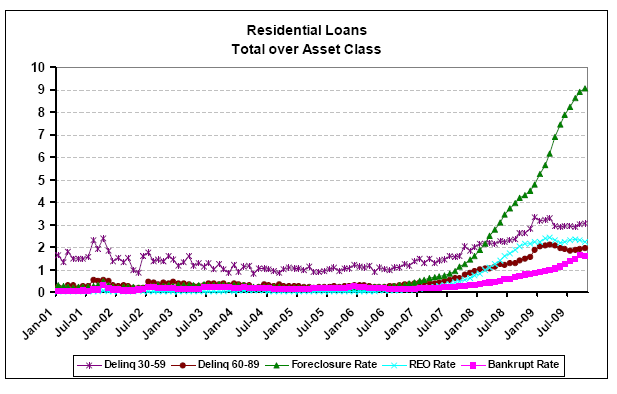 Residential Loans
Total over Asset Class
10
9
8
7
6
5
4
3
2
1
0
Jan-01
Jul-01
Jan-02
Jul-02
Jan-03
Jul-03
Jan-04
Jul-04
Jan-05
Jul-05
Jan-06
Jul-06
Jan-07
Jul-07
Jan-08
Jul-08
Jan-09
Jul-09
Delinq 30-59 Delinq 60-89 Foreclosure Rate REO Rate Bankrupt Rate